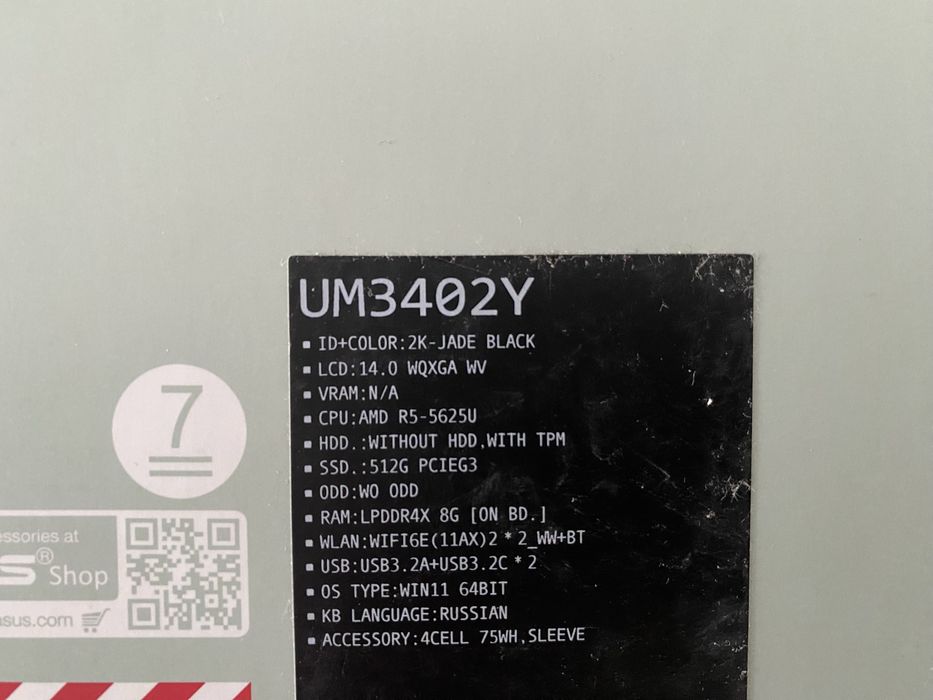 UM3402Y
▪ ID+COLOR:2K-JADE BLACK
▪ LCD:14.0 WQXGA WV
▪ VRAM:N/A
▪ CPU:AMD R5-5625U
▪ HDD.:WITHOUT HDD,WITH TPM
▪ SSD.:512G PCIEG3
▪ ODD:WO ODD
▪ RAM:LPDDR4X 8G [ON BD.]
▪ WLAN:WIFI6E(11AX)2*2_WW+BT
▪ USB:USB3.2A+USB3.2C*2
▪ OS TYPE:WIN11 64BIT
▪ KB LANGUAGE:RUSSIAN
▪ ACCESSORY:4CELL 75WH,SLEEVE
7
at
® Shop